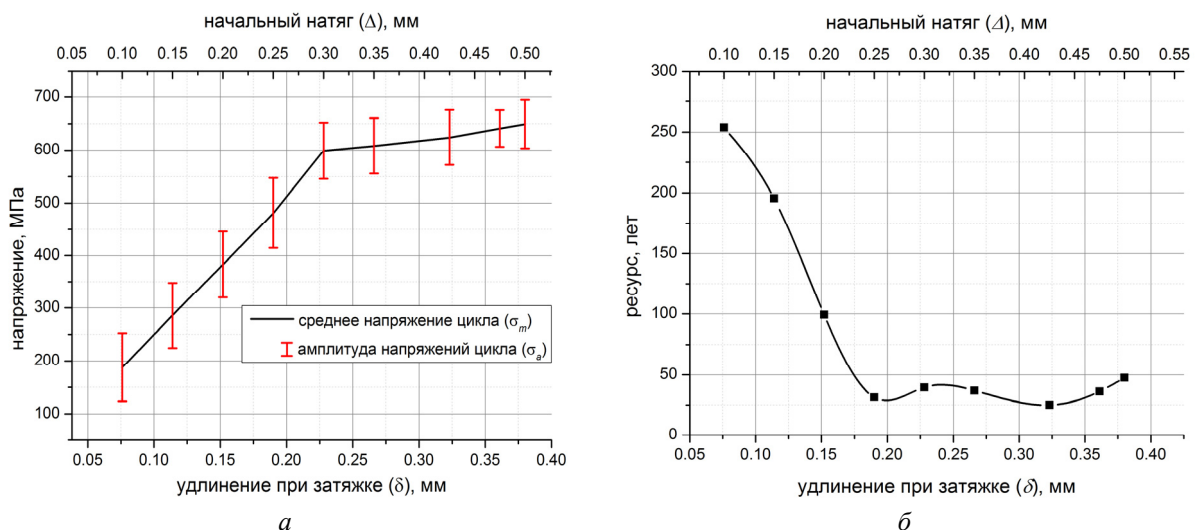 начальный натяг (Δ), мм
0.05 0.10 0.15 0.20 0.25 0.30 0.35 0.40 0.45 0.50
700
600
500
400
300
200
100
напряжение, МПа
среднее напряжение цикла (σm)
амплитуда напряжений цикла (σa)
0.05 0.10 0.15 0.20 0.25 0.30 0.35 0.40
удлинение при затяжке (δ), мм
а
начальный натяг (Δ), мм
0.10 0.15 0.20 0.25 0.30 0.35 0.40 0.45 0.50 0.55
300
250
200
150
100
50
0
ресурс, лет
0.05 0.10 0.15 0.20 0.25 0.30 0.35 0.40
удлинение при затяжке (δ), мм
б